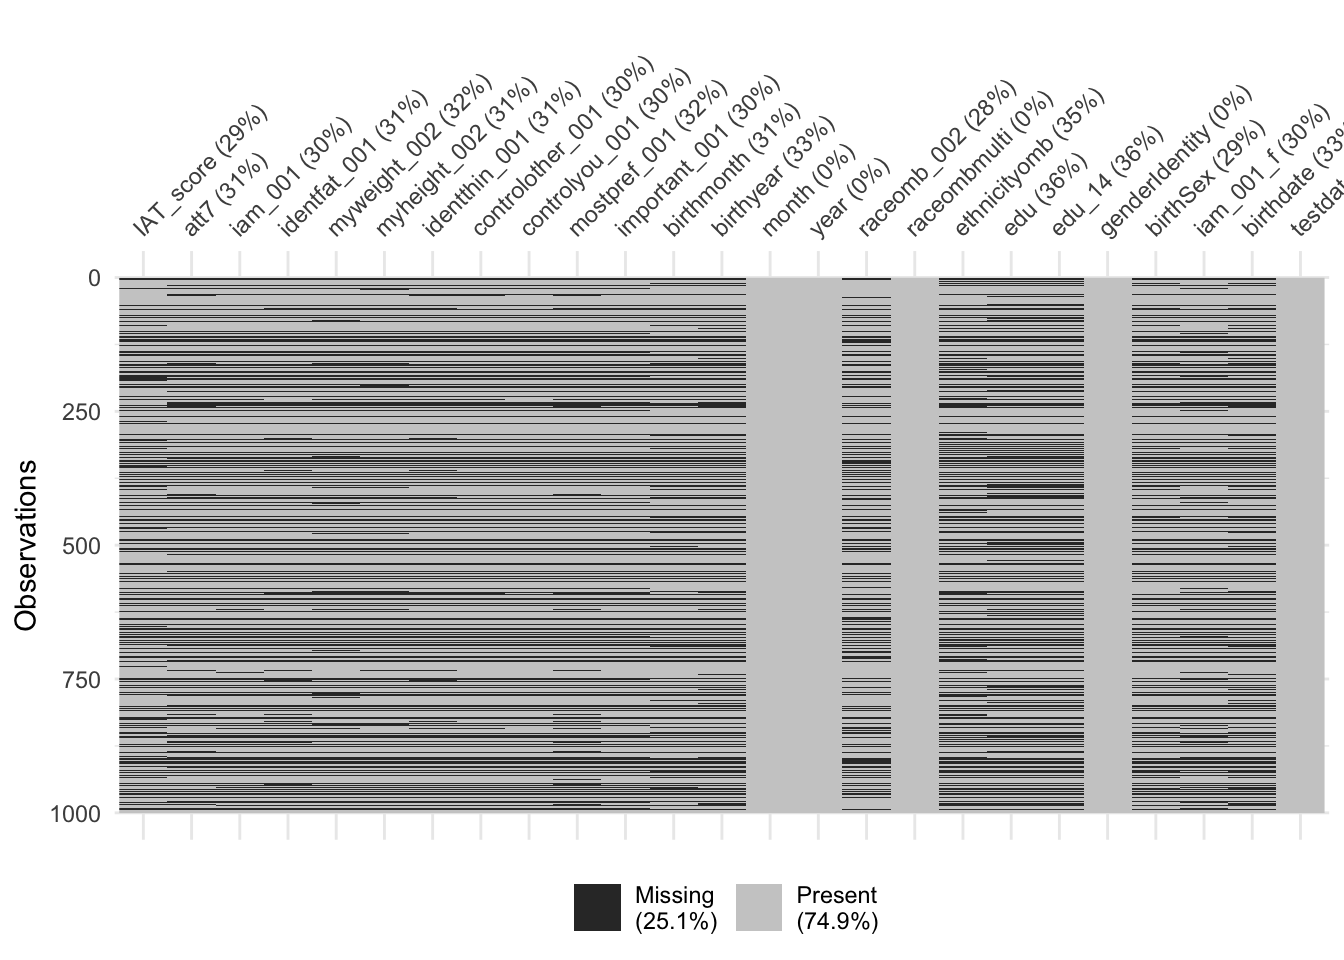 IAT_score (29%)
att7 (31%)
iam_001 (30%)
identfat_001 (31%)
myweight_002 (32%)
myheight_002 (31%)
identthin_001 (31%)
controlother_001 (30%)
controlyou_001 (30%)
mostpref_001 (32%)
important_001 (30%)
birthmonth (31%)
birthyear (33%)
month (0%)
year (0%)
raceomb_002 (28%)
raceombmulti (0%)
ethnicityomb (35%)
edu (36%)
edu_14 (36%)
genderIdentity (0%)
birthSex (29%)
iam_001_f (30%)
birthdate (33%
testdat
0
250
500
750
1000
Observations
Missing
(25.1%)
Present
(74.9%)